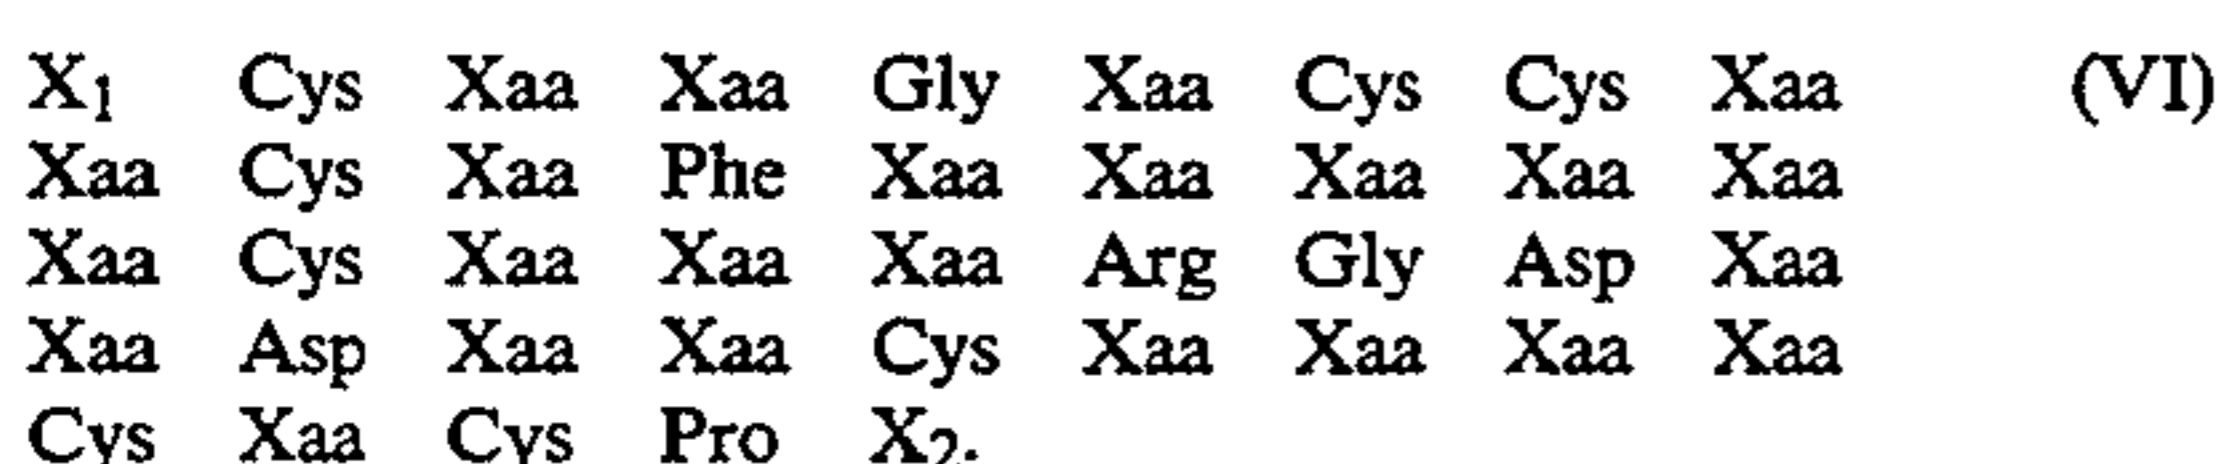 X1 Cys Xaa Xaa Gly Xaa Cys Cys Xaa (VI)
Xaa Cys Xaa Phe Xaa Xaa Xaa Xaa Xaa
Xaa Cys Xaa Xaa Xaa Arg Gly Asp Xaa
Xaa Asp Xaa Xaa Cys Xaa Xaa Xaa Xaa
Cys Xaa Cys Pro X2.